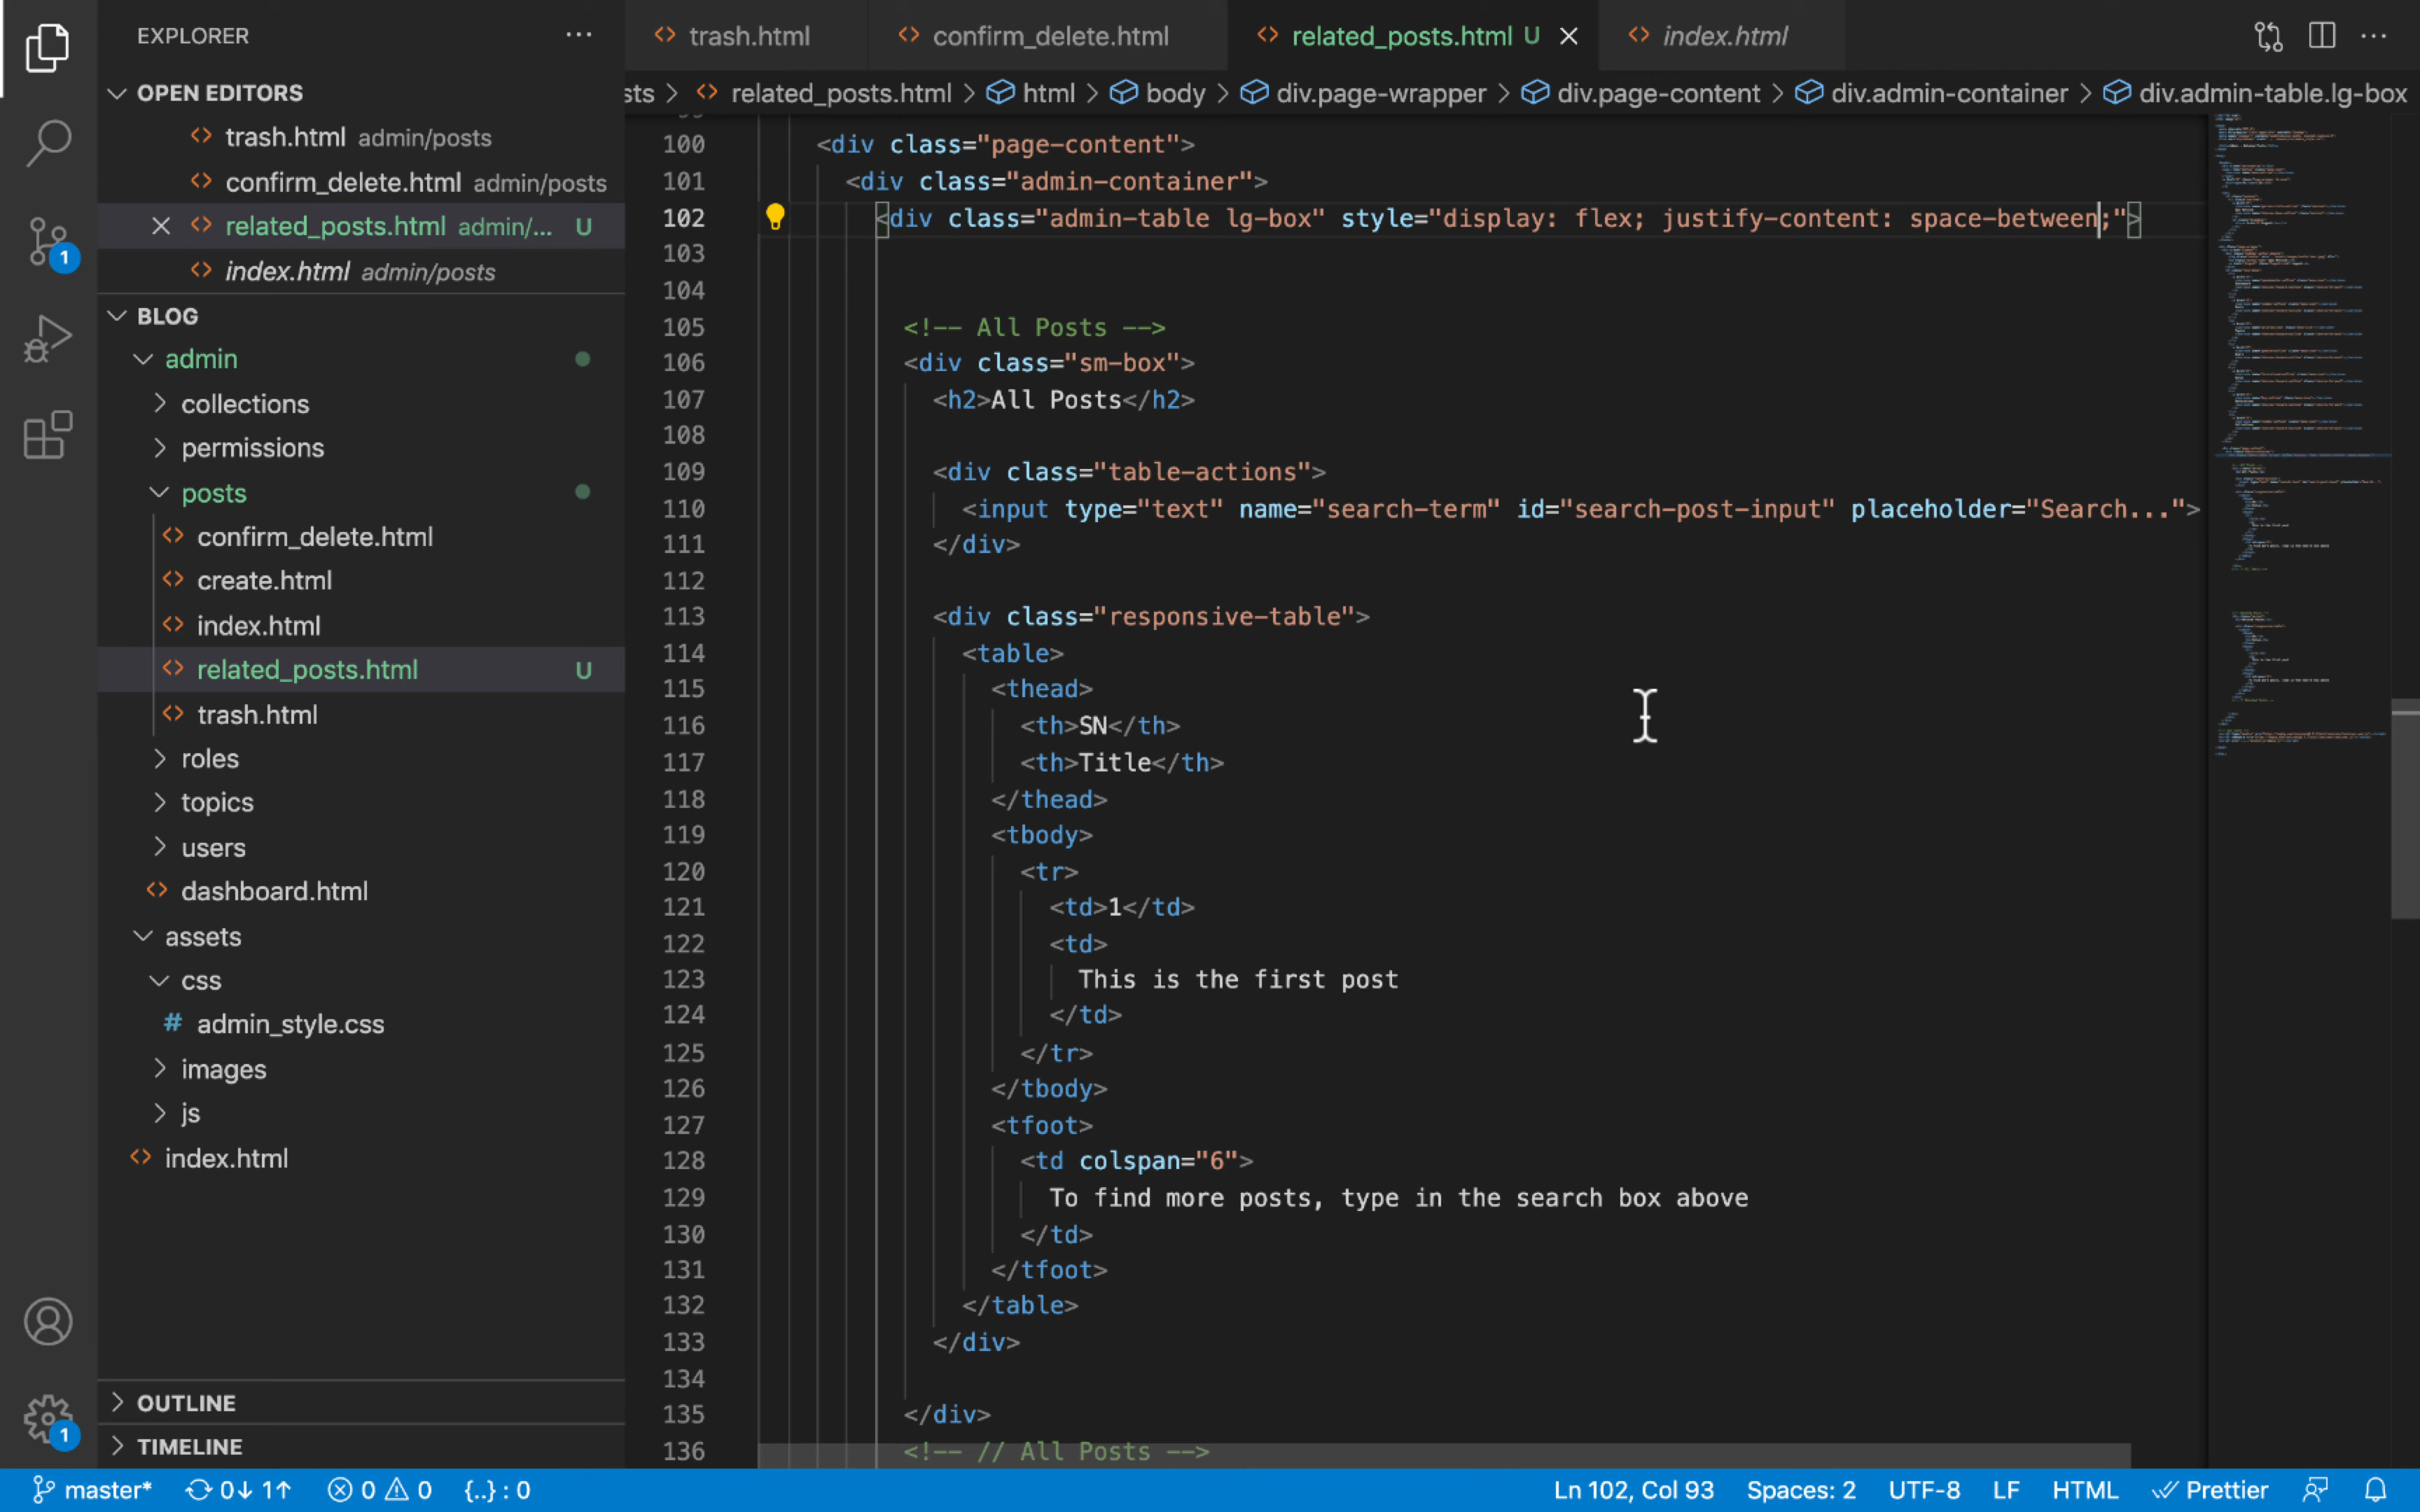 EXPLORER
OPEN EDITORS
trash.html admin/posts
confirm_delete.html admin/posts
related_posts.html admin/... U
index.html admin/posts
BLOG
admin
collections
permissions
posts
confirm_delete.html
create.html
index.html
related_posts.html U
trash.html
roles
topics
users
dashboard.html
assets
css
# admin_style.css
images
js
index.html
OUTLINE
TIMELINE
1
1
trash.html confirm_delete.html related_posts.html U index.html
sts > related_posts.html > html > body > div.page-wrapper > div.page-content > div.admin-container > div.admin-table.lg-box
100 <div class="page-content">
101 <div class="admin-container">
102 <div class="admin-table lg-box" style="display: flex; justify-content: space-between;">
103
104
105 <!-- All Posts -->
106 <div class="sm-box">
107 <h2>All Posts</h2>
108
109 <div class="table-actions">
110 <input type="text" name="search-term" id="search-post-input" placeholder="Search...">
111 </div>
112
113 <div class="responsive-table">
114 <table>
115 <thead>
116 <th>SN</th>
117 <th>Title</th>
118 </thead>
119 <tbody>
120 <tr>
121 <td>1</td>
122 <td>
123 This is the first post
124 </td>
125 </tr>
126 </tbody>
127 <tfoot>
128 <td colspan="6">
129 To find more posts, type in the search box above
130 </td>
131 </tfoot>
132 </table>
133 </div>
134
135 </div>
136 <!-- // All Posts -->
master* 0↓ 1↑ 0 0 {..} : 0 Ln 102, Col 93 Spaces: 2 UTF-8 LF HTML Prettier